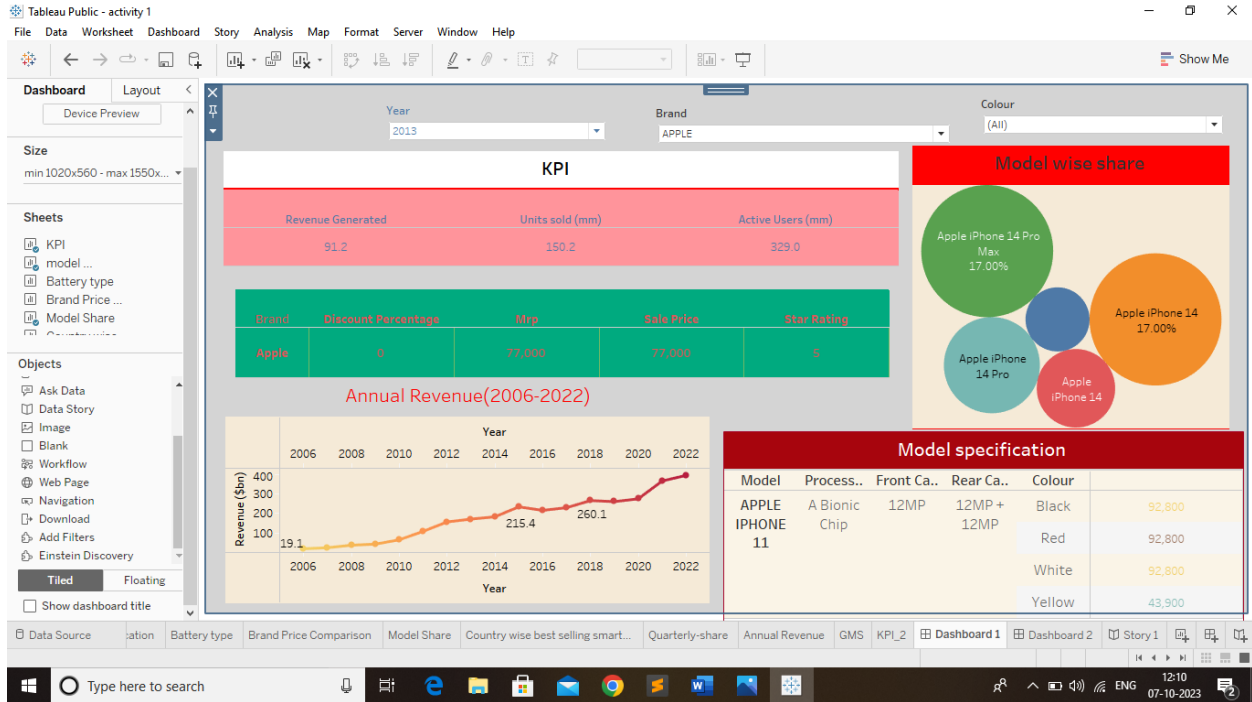 Tableau Public - activity 1
File Data Worksheet Dashboard Story Analysis Map Format Server Window Help
Show Me
Dashboard Layout
Device Preview
Size
min 1020x560 - max 1550x...
Sheets
KPI
model ...
Battery type
Brand Price ...
Model Share
Objects
Ask Data
Data Story
Image
Blank
Workflow
Web Page
Navigation
Download
Add Filters
Einstein Discovery
Tiled Floating
Show dashboard title
Year
2013
Brand
APPLE
Colour
(All)
KPI
Revenue Generated Units sold (mm) Active Users (mm)
91.2 150.2 329.0
Brand Discount Percentage Mrp Sale Price Star Rating
Apple 0 77,000 77,000 5
Annual Revenue(2006-2022)
Year
2006 2008 2010 2012 2014 2016 2018 2020 2022
Revenue ($bn)
400
300
200
100
19.1
215.4
260.1
2006 2008 2010 2012 2014 2016 2018 2020 2022
Year
Model wise share
Apple iPhone 14 Pro
Max
17.00%
Apple iPhone 14
17.00%
Apple iPhone
14 Pro
Apple
iPhone 14
Model specification
Model Process.. Front Ca.. Rear Ca.. Colour
APPLE IPHONE 11 A Bionic Chip 12MP 12MP + 12MP Black 92,800
Red 92,800
White 92,800
Yellow 43,900
Data Source cation Battery type Brand Price Comparison Model Share Country wise best selling smart... Quarterly-share Annual Revenue GMS KPI_2 Dashboard 1 Dashboard 2 Story 1
Type here to search
ENG
12:10
07-10-2023
2